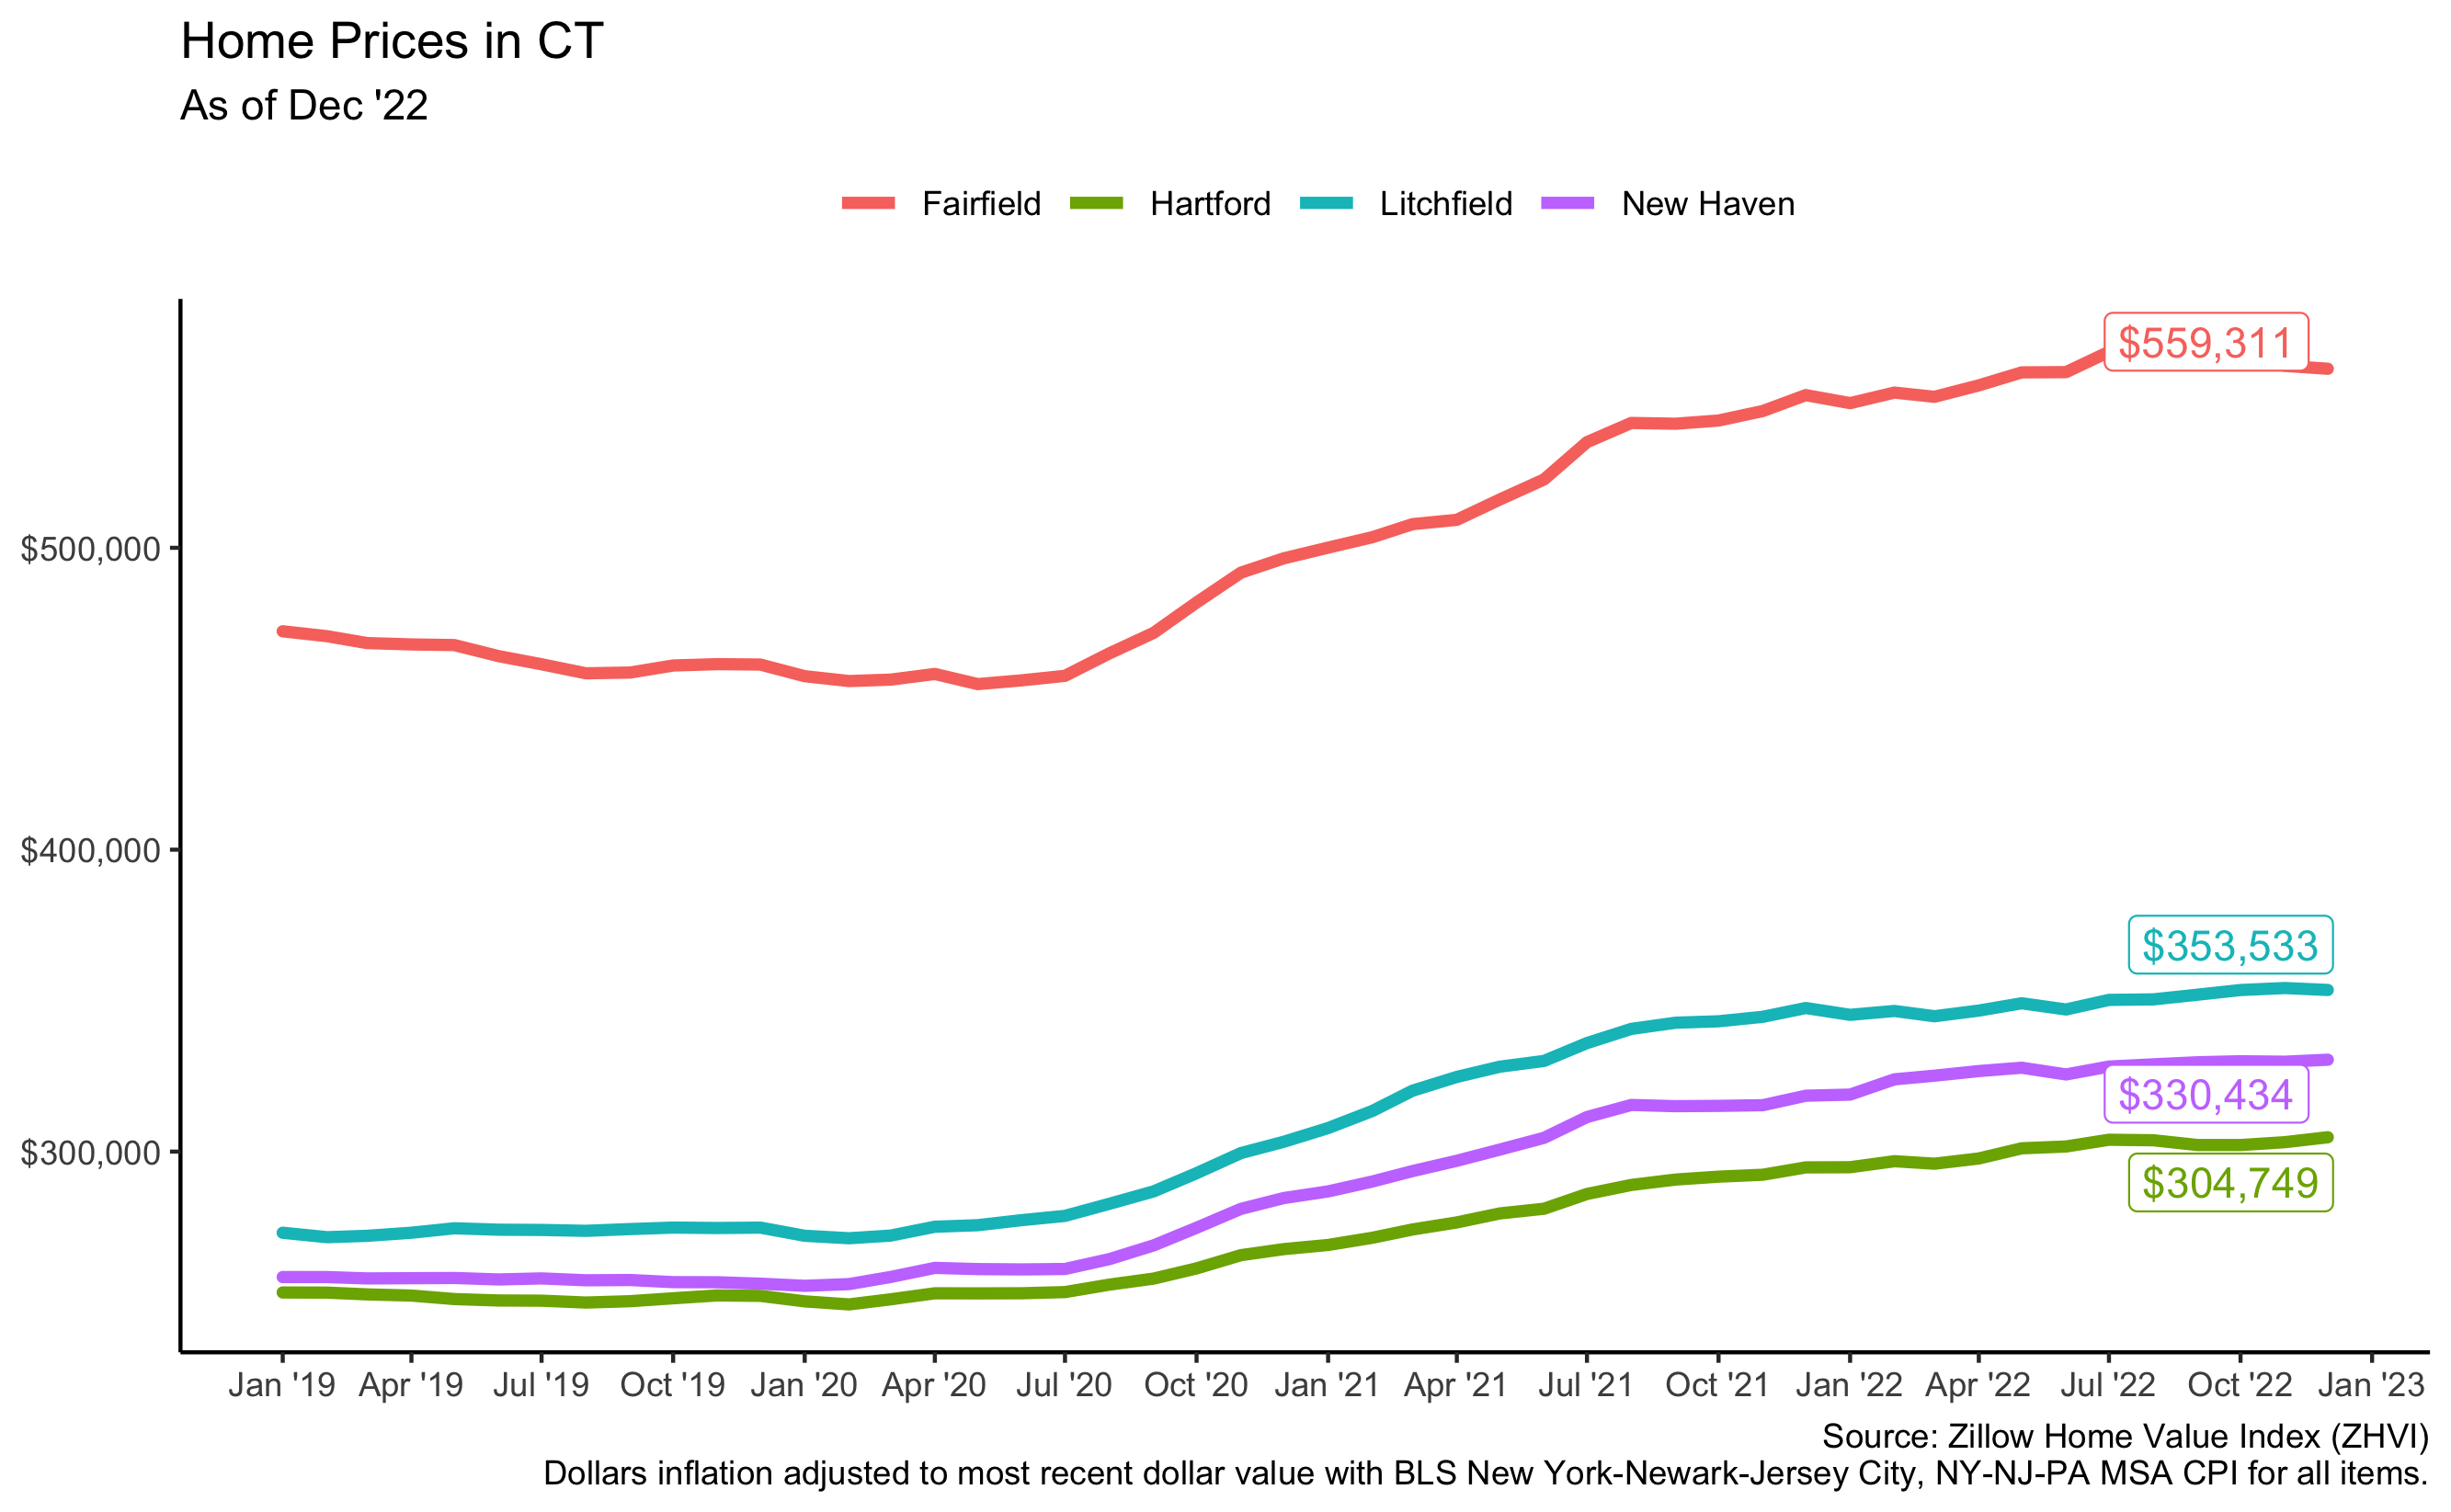 Home Prices in CT
As of Dec '22
Fairfield Hartford Litchfield New Haven
$559,311
$500,000
$400,000
$353,533
$330,434
$300,000
$304,749
Jan '19 Apr '19 Jul '19 Oct '19 Jan '20 Apr '20 Jul '20 Oct '20 Jan '21 Apr '21 Jul '21 Oct '21 Jan '22 Apr '22 Jul '22 Oct '22 Jan '23
Source: Zillow Home Value Index (ZHVI)
Dollars inflation adjusted to most recent dollar value with BLS New York-Newark-Jersey City, NY-NJ-PA MSA CPI for all items.